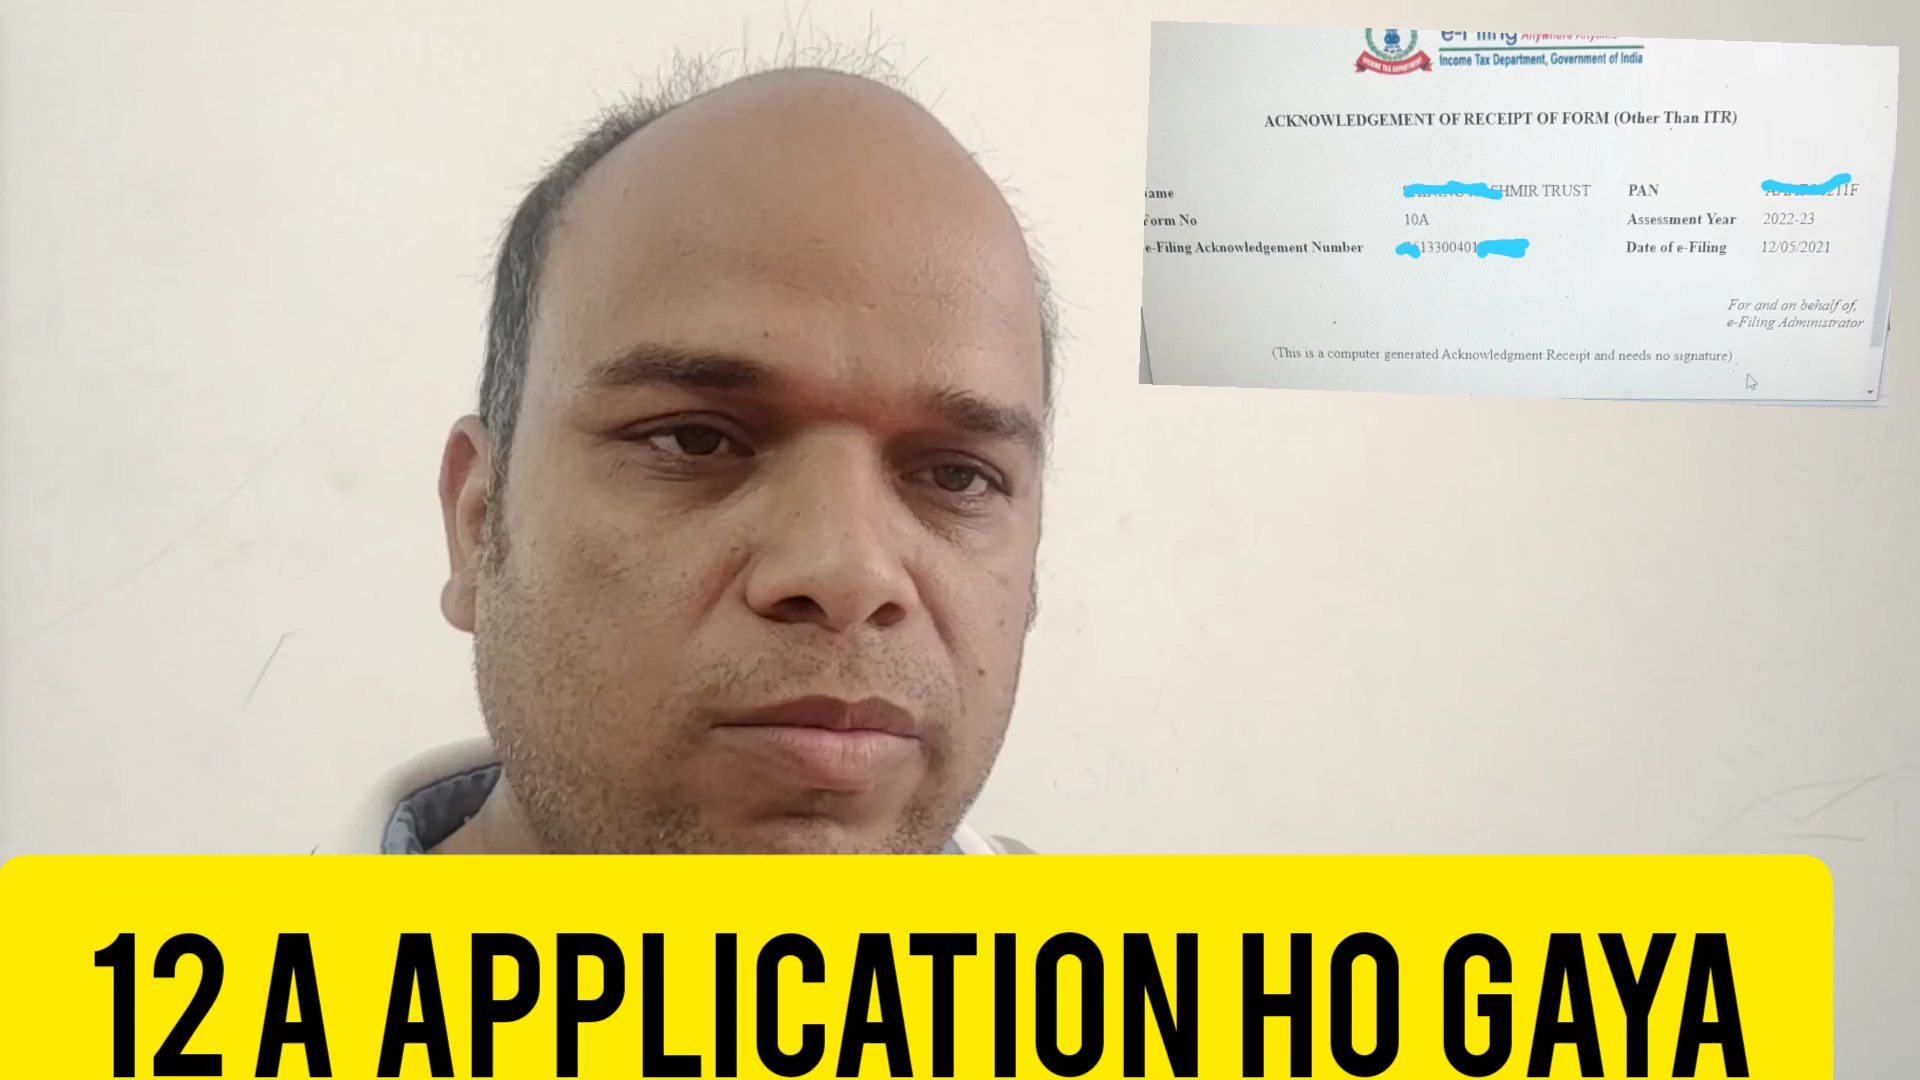 Income Tax Department, Government of India
ACKNOWLEDGEMENT OF RECEIPT OF FORM (Other Than ITR)
ame SHMIR TRUST PAN 11F
Form No 10A Assessment Year 2022-23
e-Filing Acknowledgement Number 13300401 Date of e-Filing 12/05/2021
For and on behalf of,
e-Filing Administrator
(This is a computer generated Acknowledgment Receipt and needs no signature)
12 A APPLICATION HO GAYA